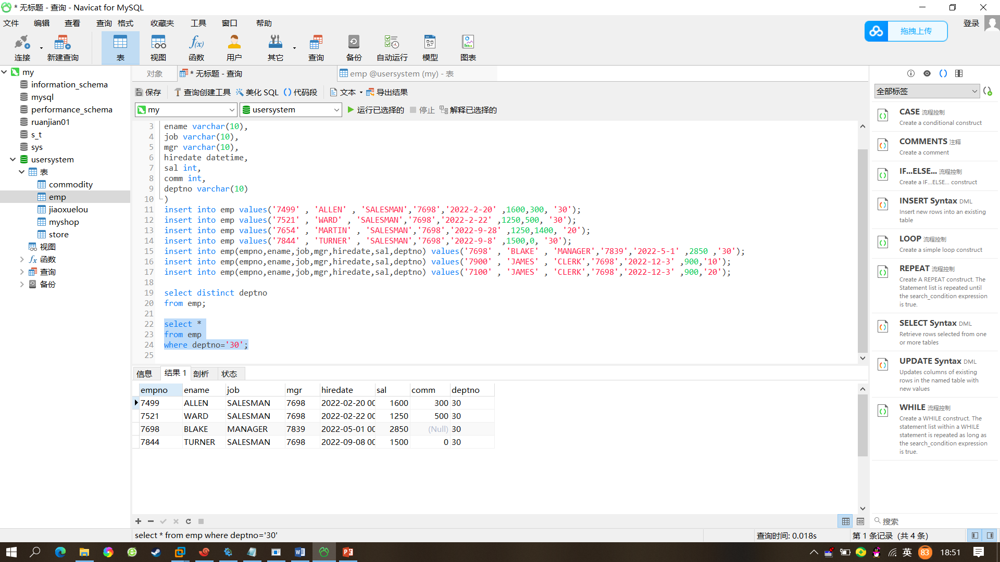 * 无标题 - 查询 - Navicat for MySQL
文件 编辑 查看 查询 格式 收藏夹 工具 窗口 帮助
登录
拖拽上传
连接 新建查询 表 视图 函数 用户 其它 查询 备份 自动运行 模型 图表
my
information_schema
mysql
performance_schema
ruanjian01
s_t
sys
usersystem
表
commodity
emp
jiaoxuelou
myshop
store
视图
函数
查询
备份
对象 * 无标题 - 查询 emp @usersystem (my) - 表
保存 查询创建工具 美化 SQL 代码段 文本 导出结果
my usersystem 运行已选择的 停止 解释已选择的
3 ename varchar(10),
4 job varchar(10),
5 mgr varchar(10),
6 hiredate datetime,
7 sal int,
8 comm int,
9 deptno varchar(10)
10 )
11 insert into emp values('7499' , 'ALLEN' , 'SALESMAN','7698','2022-2-20' ,1600,300, '30');
12 insert into emp values('7521' , 'WARD' , 'SALESMAN','7698','2022-2-22' ,1250,500, '30');
13 insert into emp values('7654' , 'MARTIN' , 'SALESMAN','7698','2022-9-28' ,1250,1400, '20');
14 insert into emp values('7844' , 'TURNER' , 'SALESMAN','7698','2022-9-8' ,1500,0, '30');
15 insert into emp(empno,ename,job,mgr,hiredate,sal,deptno) values('7698' , 'BLAKE' , 'MANAGER','7839','2022-5-1' ,2850 ,'30');
16 insert into emp(empno,ename,job,mgr,hiredate,sal,deptno) values('7900' , 'JAMES' , 'CLERK','7698','2022-12-3' ,900,'10');
17 insert into emp(empno,ename,job,mgr,hiredate,sal,deptno) values('7100' , 'JAMES' , 'CLERK','7698','2022-12-3' ,900,'20');
18
19 select distinct deptno
20 from emp;
21
22 select *
23 from emp
24 where deptno='30';
25
信息 结果 1 剖析 状态
empno ename job mgr hiredate sal comm deptno
7499 ALLEN SALESMAN 7698 2022-02-20 00 1600 300 30
7521 WARD SALESMAN 7698 2022-02-22 00 1250 500 30
7698 BLAKE MANAGER 7839 2022-05-01 00 2850 (Null) 30
7844 TURNER SALESMAN 7698 2022-09-08 00 1500 0 30
全部标签
CASE 流程控制
Create a conditional construct
COMMENTS 注释
Create a comment
IF...ELSE... 流程控制
Create a IF...ELSE... construct
INSERT Syntax DML
Insert new rows into an existing
table
LOOP 流程控制
Create a simple loop construct
REPEAT 流程控制
Create A REPEAT construct. The
Statement list is repeated until
the search_condition expression
is true.
SELECT Syntax DML
Retrieve rows selected from one
or more tables
UPDATE Syntax DML
Updates columns of existing
rows in the named table with
new values
WHILE 流程控制
Create a WHILE construct. The
statement list within a WHILE
statement is repeated as long as
the search_condition expression
is true.
搜索
select * from emp where deptno='30'
查询时间: 0.018s
第 1 条记录 (共 4 条)
英 83 18:51